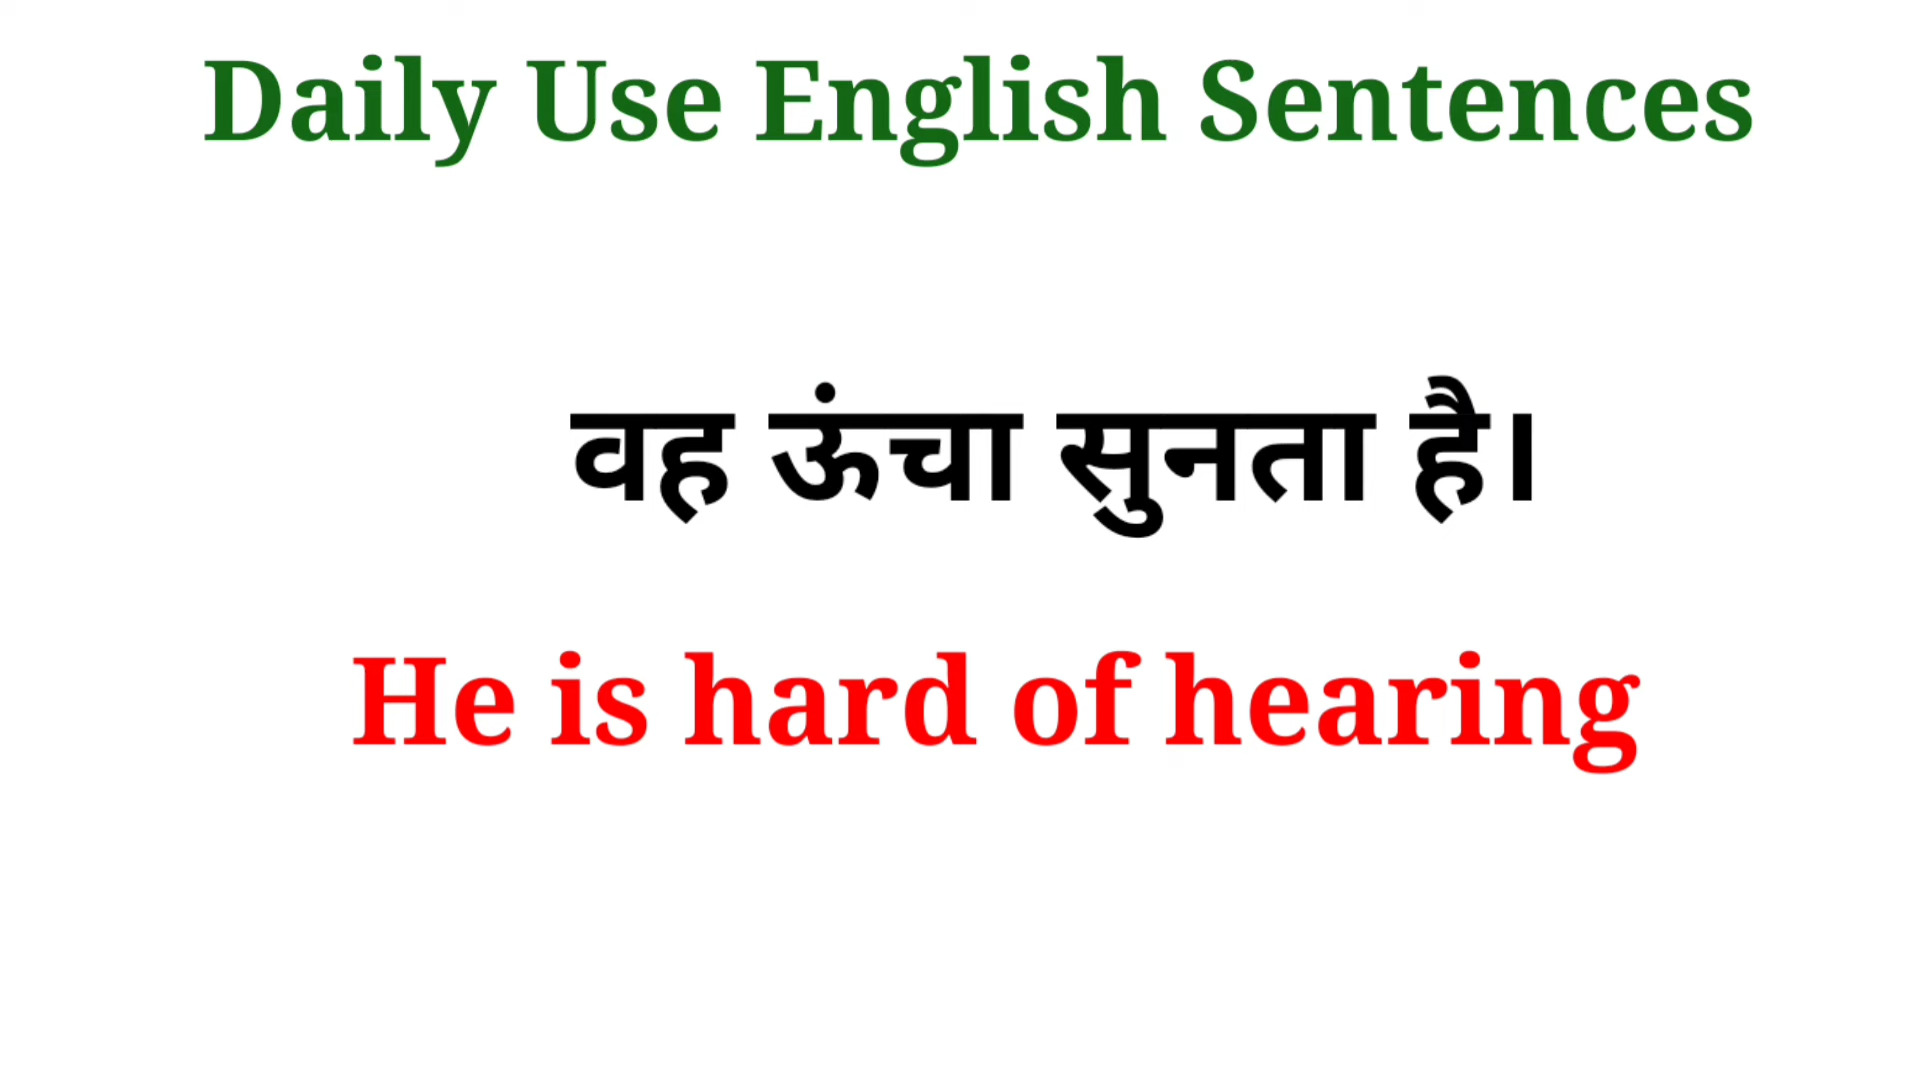 Daily Use English Sentences
वह ऊंचा सुनता है।
He is hard of hearing